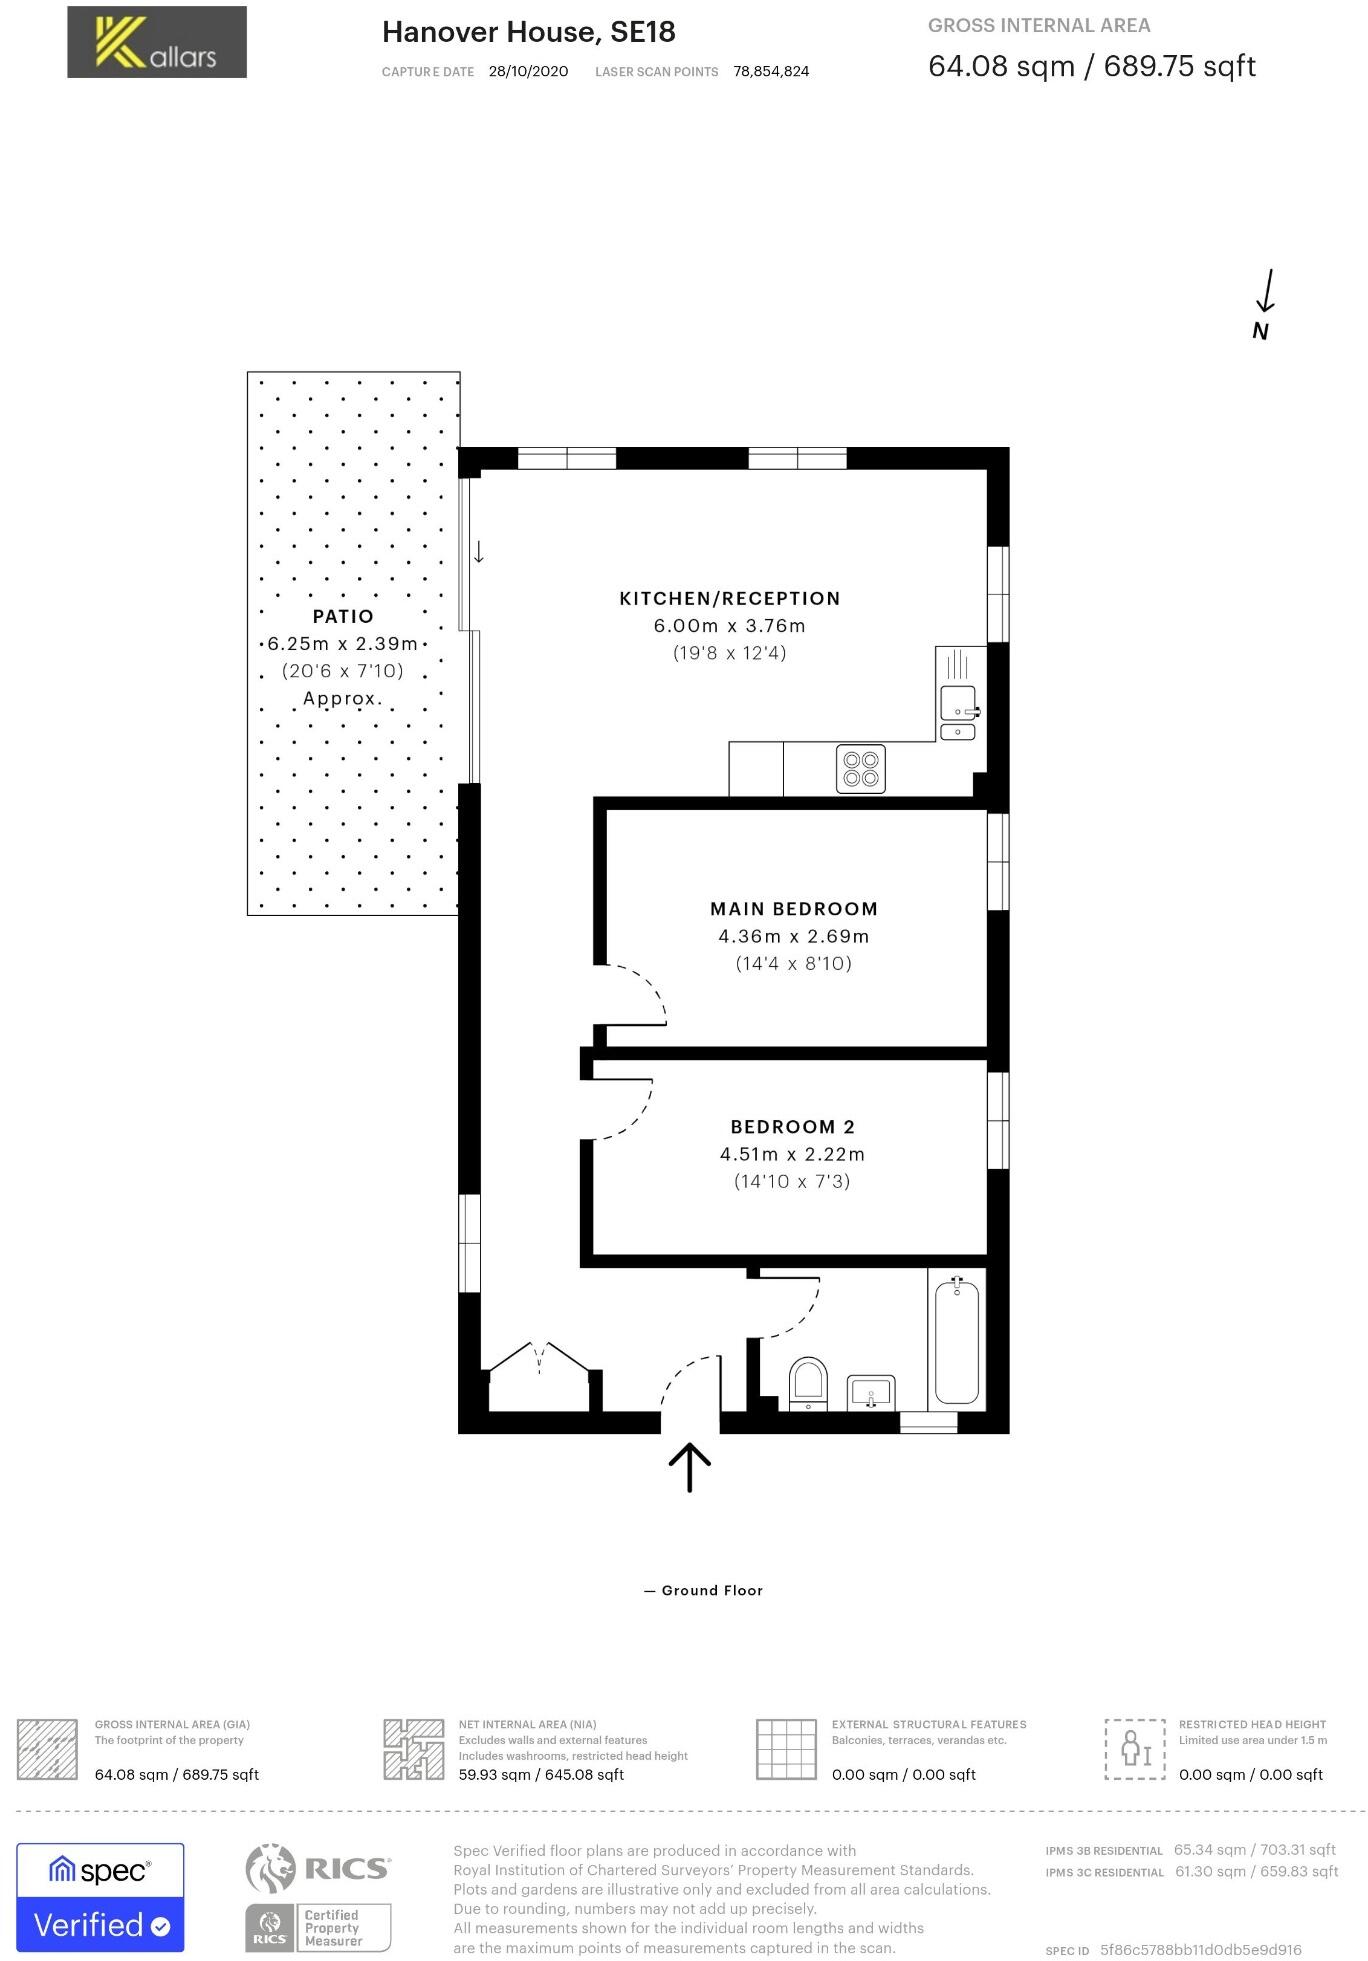 Kallars
Hanover House, SE18
CAPTURE DATE 28/10/2020 LASER SCAN POINTS 78,854,824
GROSS INTERNAL AREA
64.08 sqm / 689.75 sqft
N
KITCHEN/RECEPTION
6.00m x 3.76m
(19'8 x 12'4)
PATIO
6.25m x 2.39m
(20'6 x 7'10)
Approx.
MAIN BEDROOM
4.36m x 2.69m
(14'4 x 8'10)
BEDROOM 2
4.51m x 2.22m
(14'10 x 7'3)
— Ground Floor
GROSS INTERNAL AREA (GIA)
The footprint of the property
64.08 sqm / 689.75 sqft
NET INTERNAL AREA (NIA)
Excludes walls and external features
Includes washrooms, restricted head height
59.93 sqm / 645.08 sqft
EXTERNAL STRUCTURAL FEATURES
Balconies, terraces, verandas etc.
0.00 sqm / 0.00 sqft
RESTRICTED HEAD HEIGHT
Limited use area under 1.5 m
0.00 sqm / 0.00 sqft
spec®
Verified
RICS
RICS
Certified
Property
Measurer
Spec Verified floor plans are produced in accordance with
Royal Institution of Chartered Surveyors' Property Measurement Standards.
Plots and gardens are illustrative only and excluded from all area calculations.
Due to rounding, numbers may not add up precisely.
All measurements shown for the individual room lengths and widths
are the maximum points of measurements captured in the scan.
IPMS 3B RESIDENTIAL 65.34 sqm / 703.31 sqft
IPMS 3C RESIDENTIAL 61.30 sqm / 659.83 sqft
SPEC ID 5f86c5788bb11d0db5e9d916